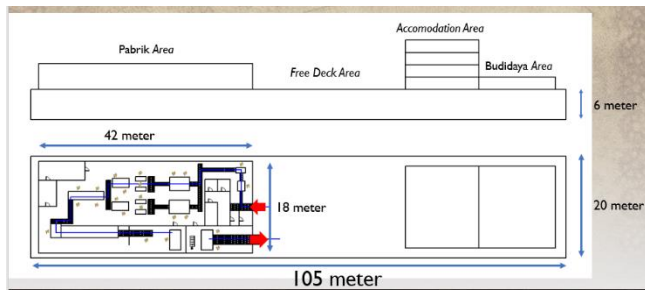 Accomodation Area
Pabrik Area
Free Deck Area
Budidaya Area
6 meter
42 meter
18 meter
20 meter
105 meter